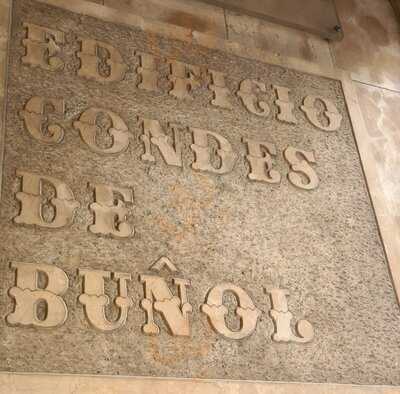 EDIFICIO
CONDES
DE
BUÑOL